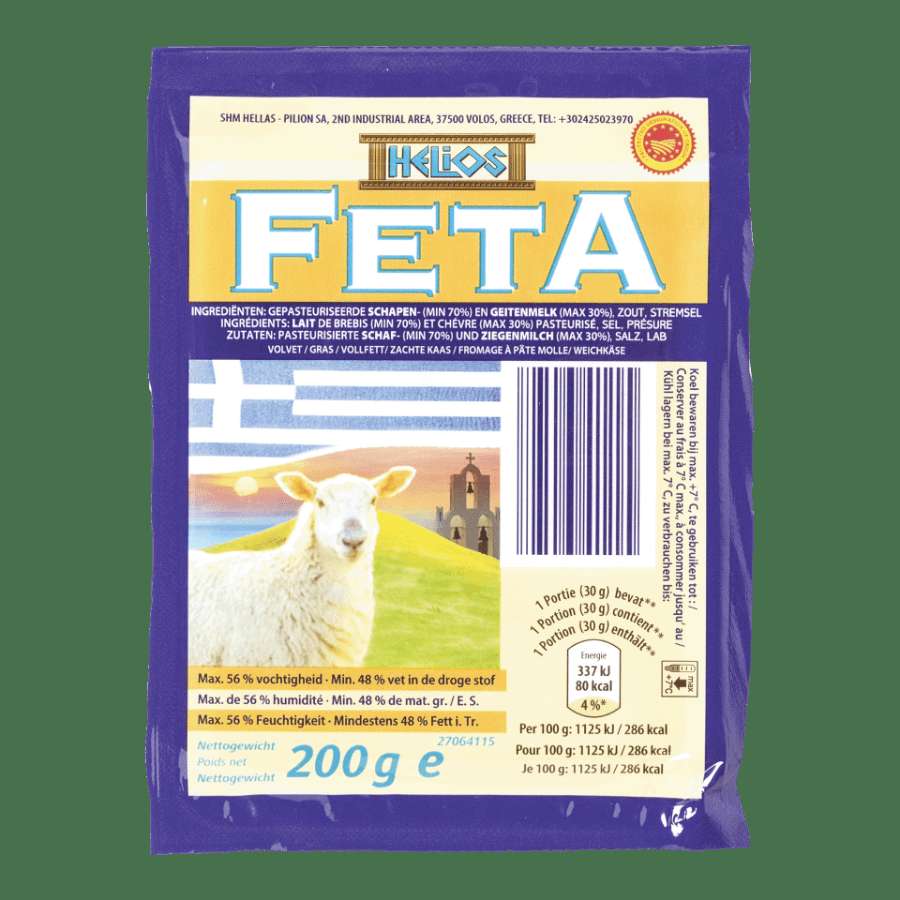 SHM HELLAS - PILION SA, 2ND INDUSTRIAL AREA, 37500 VOLOS, GREECE, TEL: +302425023970
HELIOS
FETA
INGREDIËNTEN: GEPASTEURISEERDE SCHAPEN- (MIN 70%) EN GEITENMELK (MAX 30%), ZOUT, STREMSEL
INGRÉDIENTS: LAIT DE BREBIS (MIN 70%) ET CHÉVRE (MAX 30%) PASTEURISÉ, SEL, PRÉSURE
ZUTATEN: PASTEURISIERTE SCHAF- (MIN 70%) UND ZIEGENMILCH (MAX 30%), SALZ, LAB
VOLVET / GRAS / VOLLFETT/ ZACHTE KAAS / FROMAGE À PÂTE MOLLE/ WEICHKÄSE
Koel bewaren bij max. +7° C, te gebruiken tot : /
Conserver au frais à 7° C max., à consommer jusqu' au /
Kühl lagern bei max. 7° C, zu verbrauchen bis:
1 Portie (30 g) bevat**
1 Portion (30 g) contient**
1 Portion (30 g) enthält**
Energie
337 kJ
80 kcal
4 %*
max
+7°C
Per 100 g: 1125 kJ / 286 kcal
Pour 100 g: 1125 kJ / 286 kcal
Je 100 g: 1125 kJ / 286 kcal
Max. 56 % vochtigheid · Min. 48 % vet in de droge stof
Max. de 56 % humidité · Min. 48 % de mat. gr. / E. S.
Max. 56 % Feuchtigkeit · Mindestens 48 % Fett i. Tr.
27064115
Nettogewicht
Poids net
Nettogewicht
200 g e